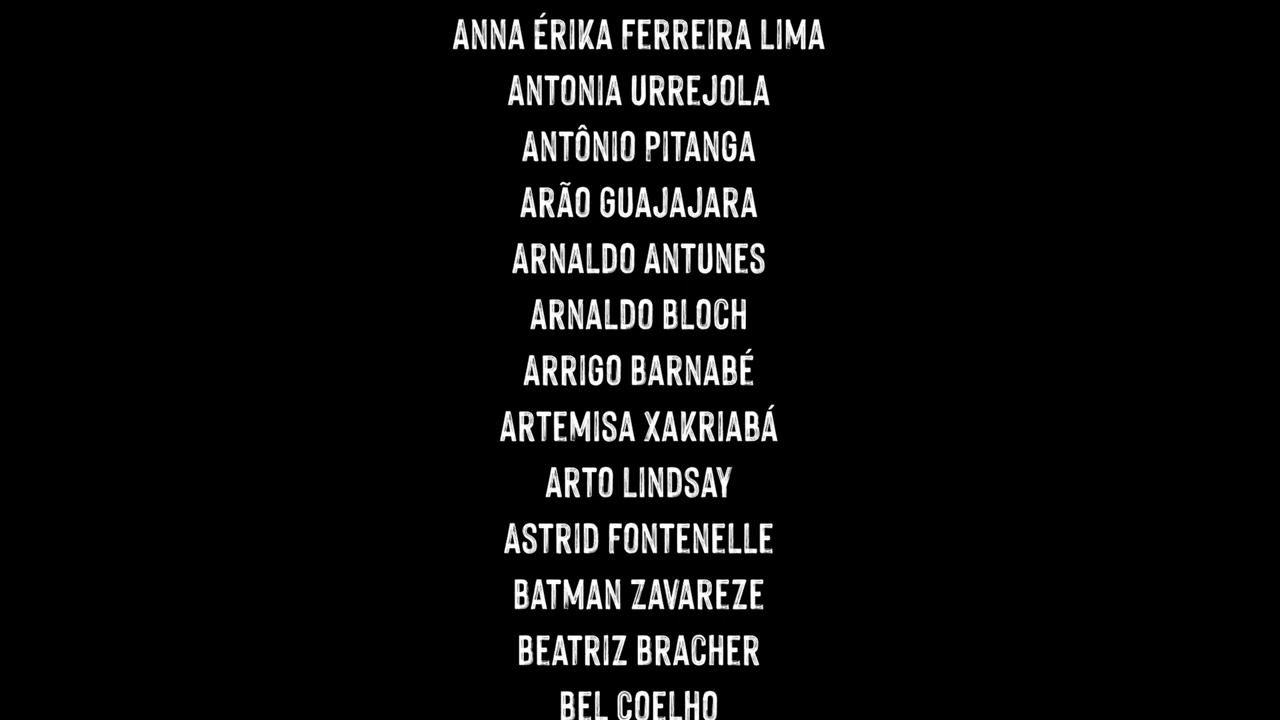 ANNA ÉRIKA FERREIRA LIMA
ANTONIA URREJOLA
ANTÔNIO PITANGA
ARÃO GUAJAJARA
ARNALDO ANTUNES
ARNALDO BLOCH
ARRIGO BARNABÉ
ARTEMISA XAKRIABÁ
ARTO LINDSAY
ASTRID FONTENELLE
BATMAN ZAVAREZE
BEATRIZ BRACHER
BEL COELHO